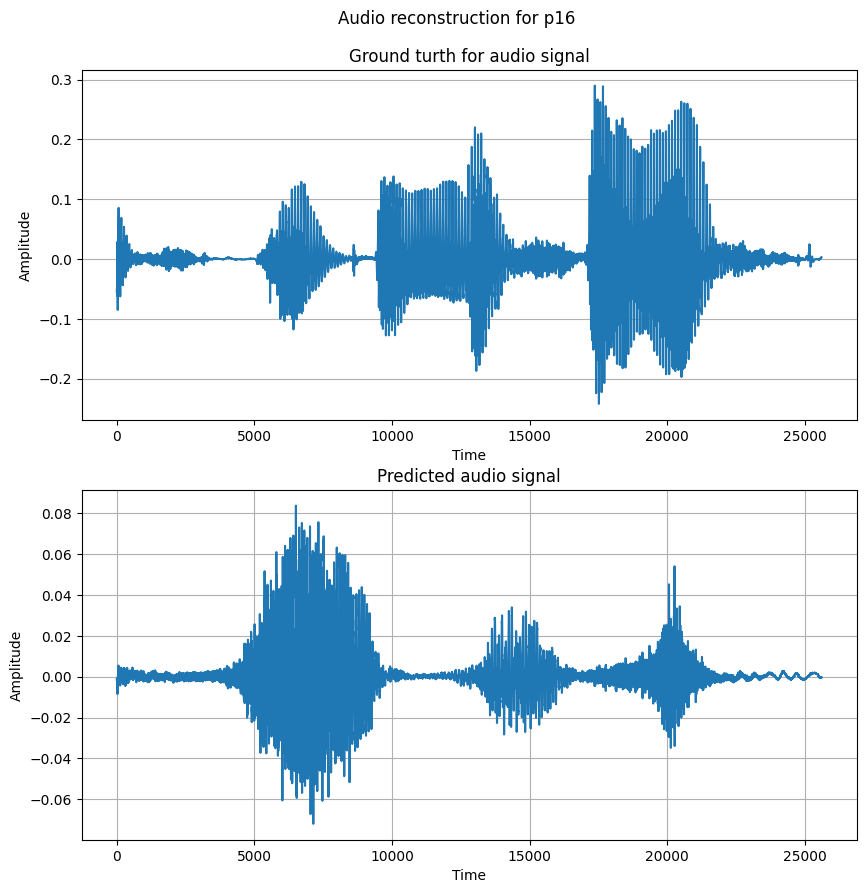 Audio reconstruction for p16
Ground turth for audio signal
0.3
0.2
0.1
0.0
−0.1
−0.2
Amplitude
0 5000 10000 15000 20000 25000
Time
Predicted audio signal
0.08
0.06
0.04
0.02
0.00
−0.02
−0.04
−0.06
Amplitude
0 5000 10000 15000 20000 25000
Time